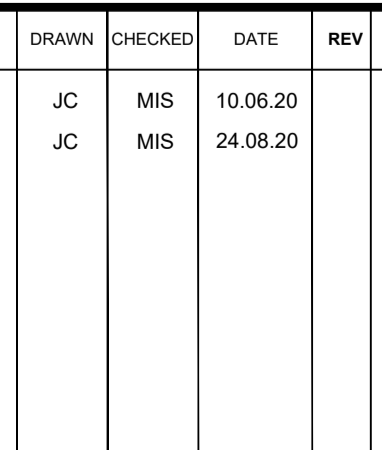 DRAWN CHECKED DATE REV
JC MIS 10.06.20
JC MIS 24.08.20